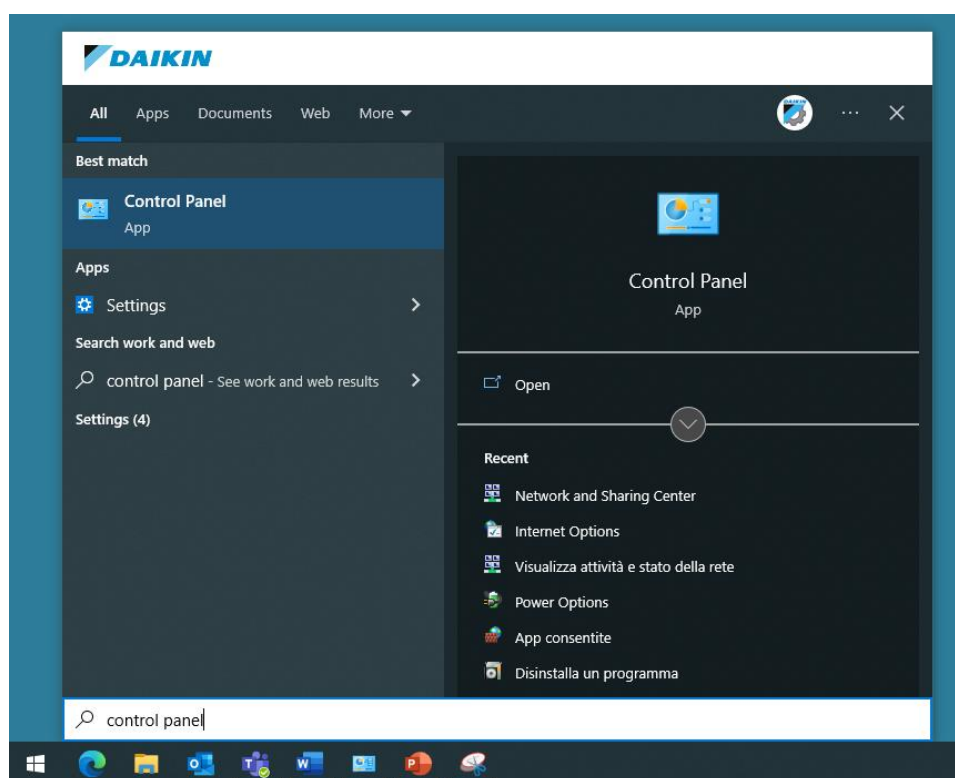 DAIKIN
All Apps Documents Web More
Best match
Control Panel
App
Apps
Settings
Search work and web
control panel - See work and web results
Settings (4)
Control Panel
App
Open
Recent
Network and Sharing Center
Internet Options
Visualizza attività e stato della rete
Power Options
App consentite
Disinstalla un programma
control panel